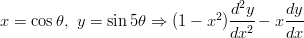 x = cos θ, y = sin 5θ ⇒ (1 − x²) d²y/dx² − x dy/dx